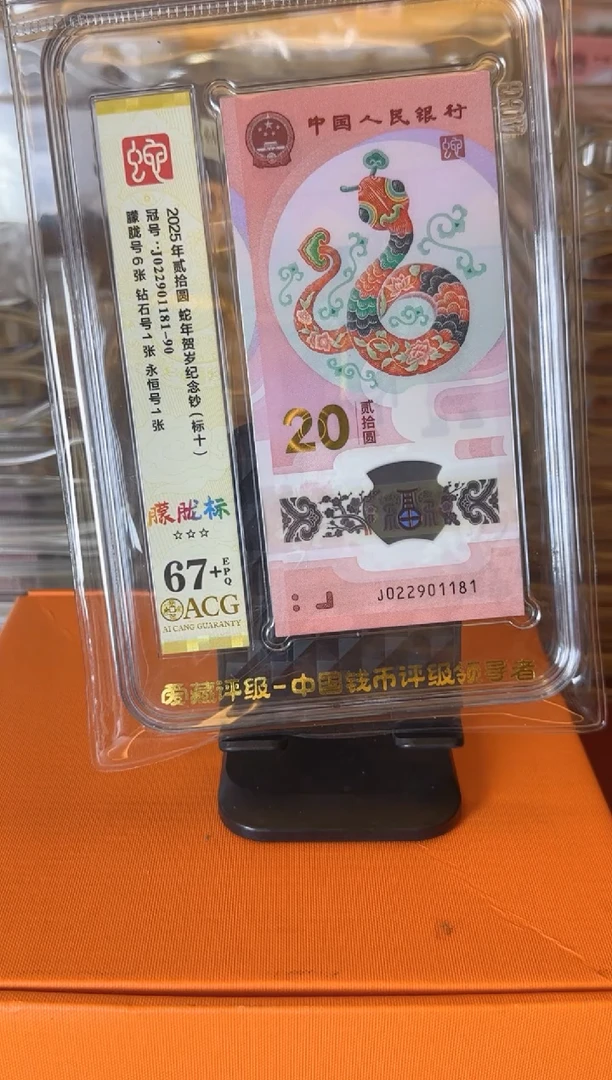 蛇
2025年贰拾圆 蛇年贺岁纪念钞(标十)
冠号:J022901181-90
朦胧号6张 钻石号1张 永恒号1张
朦胧标
☆☆☆
67+EPQ
ACG
AI CANG GUARANTY
中国人民银行
蛇
20
贰拾圆
J022901181
爱藏评级-中国钱币评级领导者